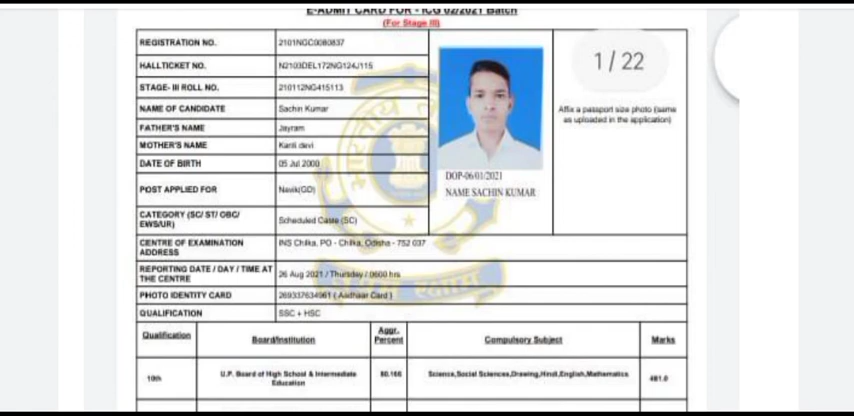 E-ADMIT CARD FOR - ICG 02/2021 Batch
(For Stage III)
REGISTRATION NO. 2101NGC0080837
HALLTICKET NO. N2103DEL172NG124J115
STAGE- III ROLL NO. 210112NG415113
NAME OF CANDIDATE Sachin Kumar
FATHER'S NAME Jayram
MOTHER'S NAME Kanti devi
DATE OF BIRTH 05 Jul 2000
POST APPLIED FOR Navik(GD)
CATEGORY (SC/ ST/ OBC/
EWS/UR) Scheduled Caste (SC)
DOP-06/01/2021
NAME SACHIN KUMAR
1 / 22
Affix a passport size photo (same
as uploaded in the application)
CENTRE OF EXAMINATION
ADDRESS INS Chilka, PO - Chilka, Odisha - 752 037
REPORTING DATE / DAY / TIME AT
THE CENTRE 26 Aug 2021 / Thursday / 0600 hrs
PHOTO IDENTITY CARD 269337634961 ( Aadhaar Card )
QUALIFICATION SSC + HSC
Qualification Board/Institution Aggr.
Percent Compulsory Subject Marks
10th U.P. Board of High School & Intermediate
Education 80.166 Science,Social Sciences,Drawing,Hindi,English,Mathematics 481.0